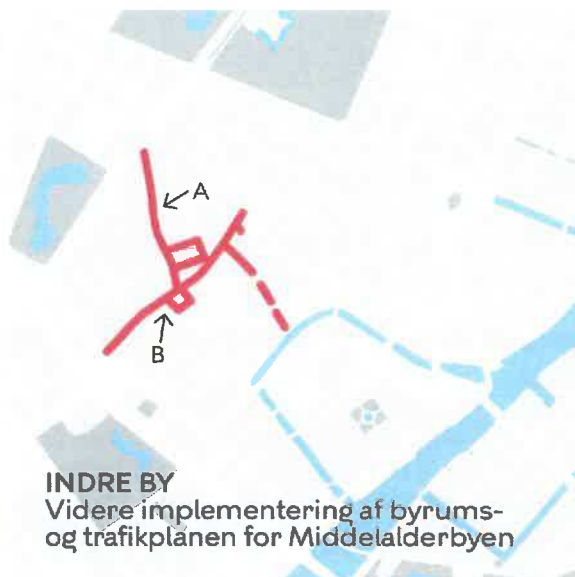 A
B
INDRE BY
Videre implementering af byrums-
og trafikplanen for Middelalderbyen